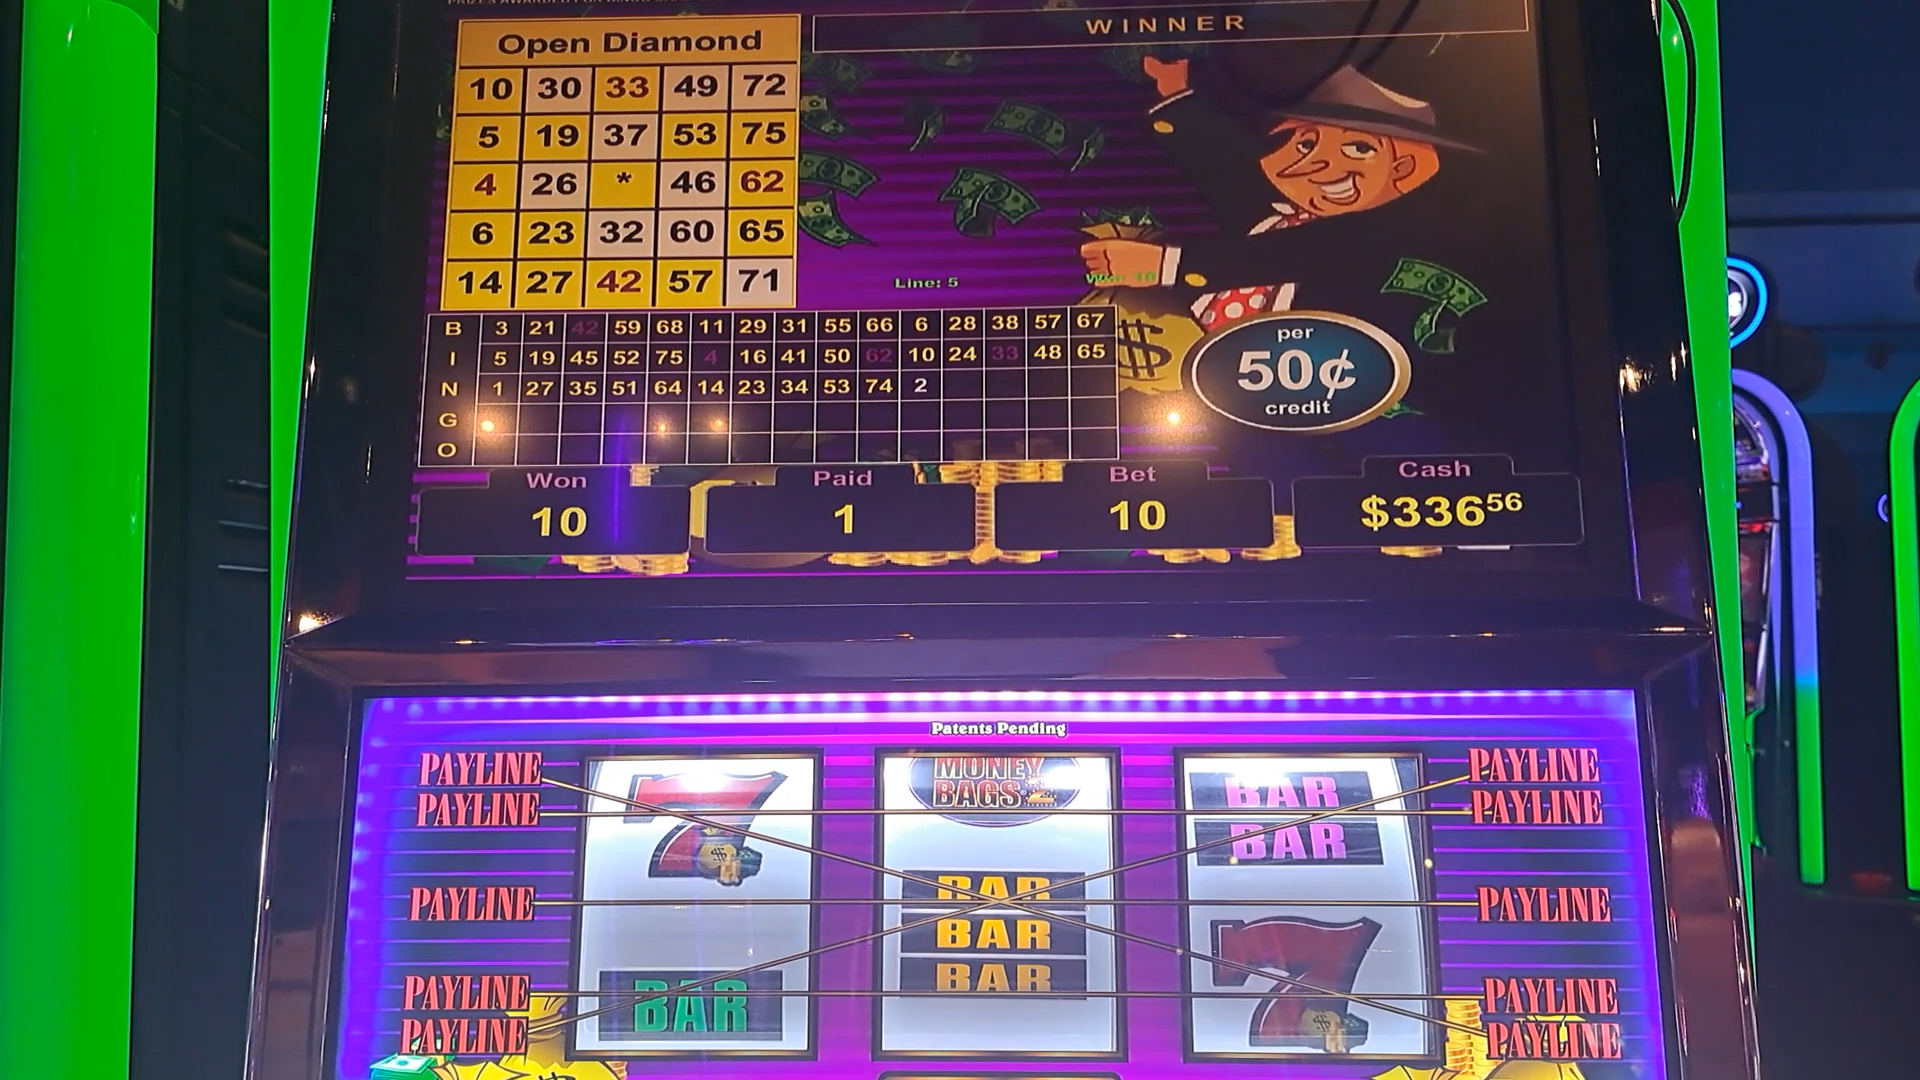 WINNER
Open Diamond
10 30 33 49 72
5 19 37 53 75
4 26 * 46 62
6 23 32 60 65
14 27 42 57 71
Line: 5
B 3 21 42 59 68 11 29 31 55 66 6 28 38 57 67
I 5 19 45 52 75 4 16 41 50 62 10 24 33 48 65
N 1 27 35 51 64 14 23 34 53 74 2
G
O
$
per
50¢
credit
Won
10
Paid
1
Bet
10
Cash
$336⁵⁶
Patents Pending
PAYLINE
PAYLINE
PAYLINE
PAYLINE
PAYLINE
7
$
BAR
MONEY
BAGS
BAR
BAR
BAR
BAR
BAR
7
$
PAYLINE
PAYLINE
PAYLINE
PAYLINE
PAYLINE